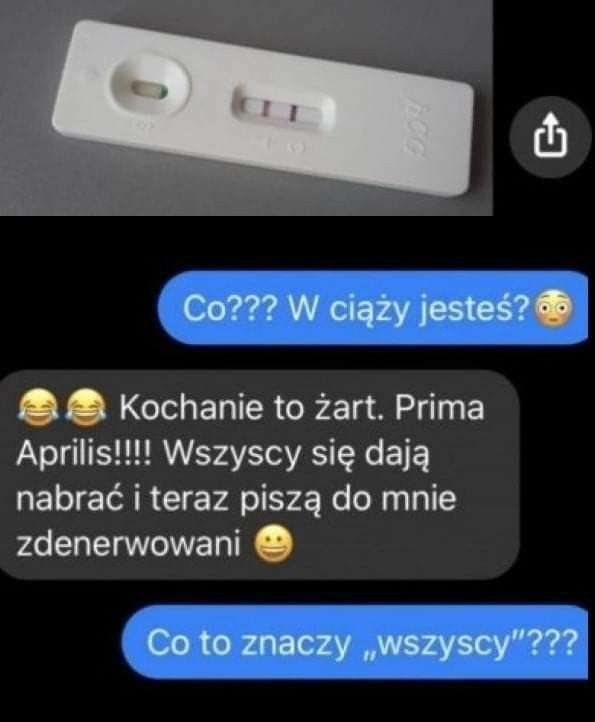 hCG
Co??? W ciąży jesteś?😳
😂😂 Kochanie to żart. Prima
Aprilis!!!! Wszyscy się dają
nabrać i teraz piszą do mnie
zdenerwowani 😀
Co to znaczy „wszyscy”???